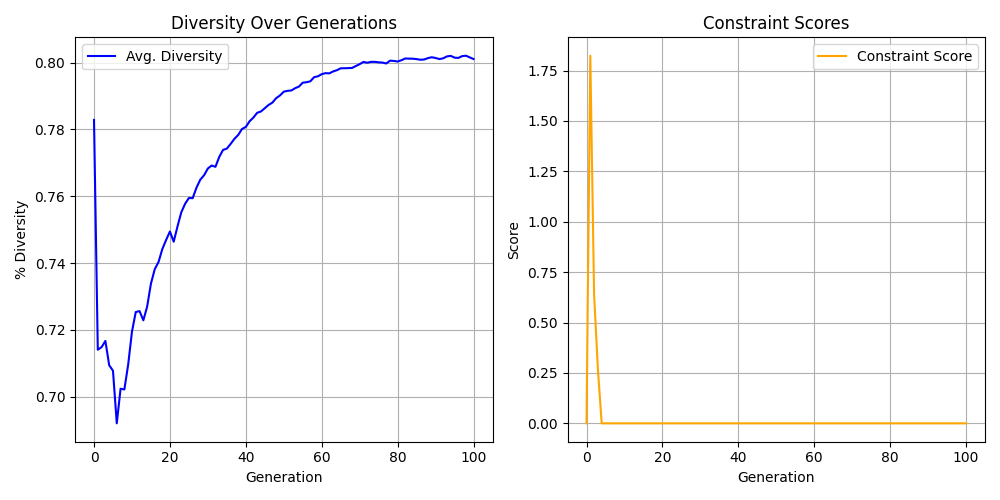 Diversity Over Generations
% Diversity
0.80
0.78
0.76
0.74
0.72
0.70
Avg. Diversity
0 20 40 60 80 100
Generation
Constraint Scores
Score
1.75
1.50
1.25
1.00
0.75
0.50
0.25
0.00
Constraint Score
0 20 40 60 80 100
Generation